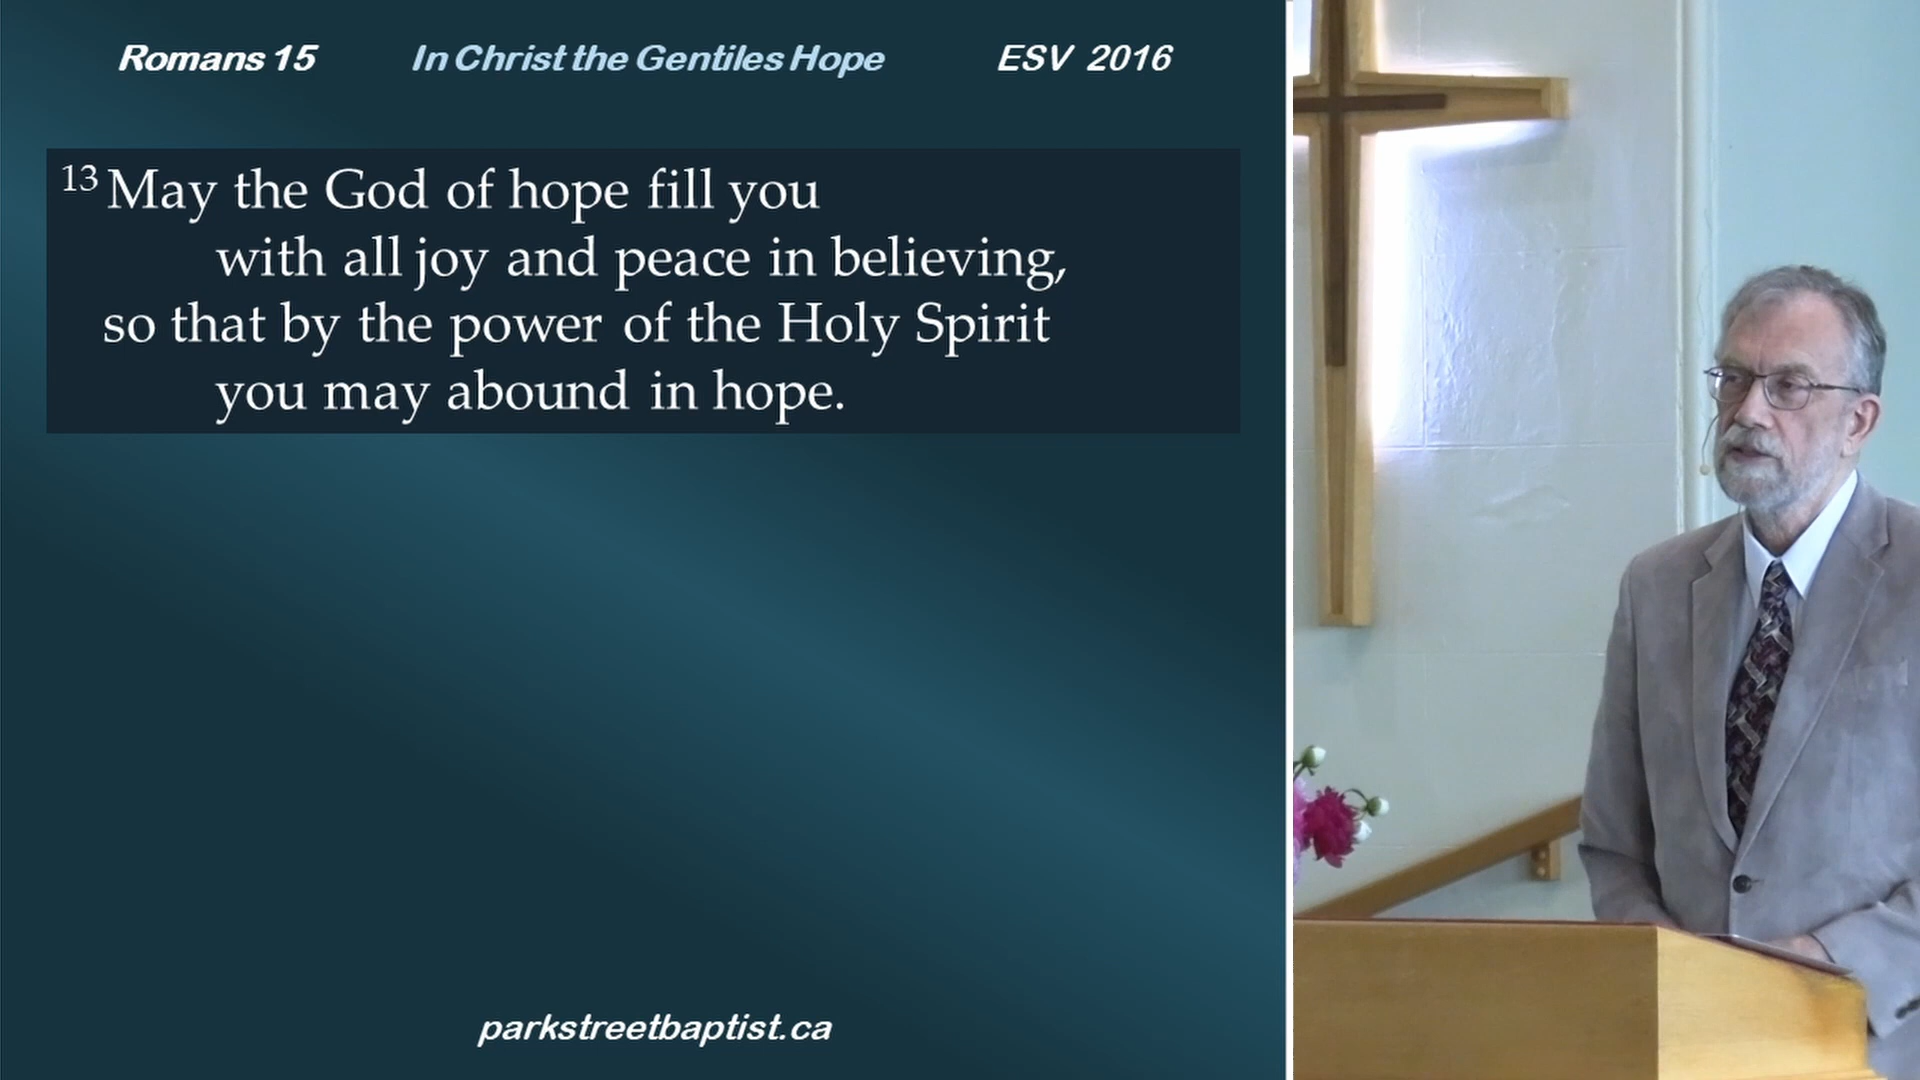 Romans 15 In Christ the Gentiles Hope ESV 2016
13 May the God of hope fill you
with all joy and peace in believing,
so that by the power of the Holy Spirit
you may abound in hope.
parkstreetbaptist.ca